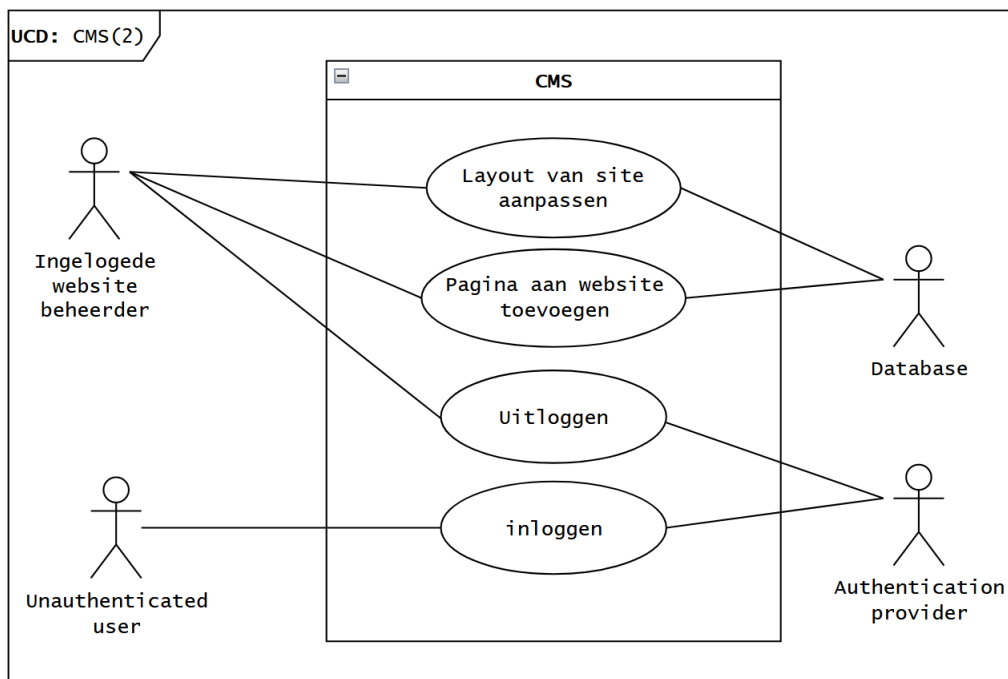 UCD: CMS(2)
CMS
Layout van site
aanpassen
Ingelogede
website
beheerder
Pagina aan website
toevoegen
Database
Uitloggen
inloggen
Unauthenticated
user
Authentication
provider